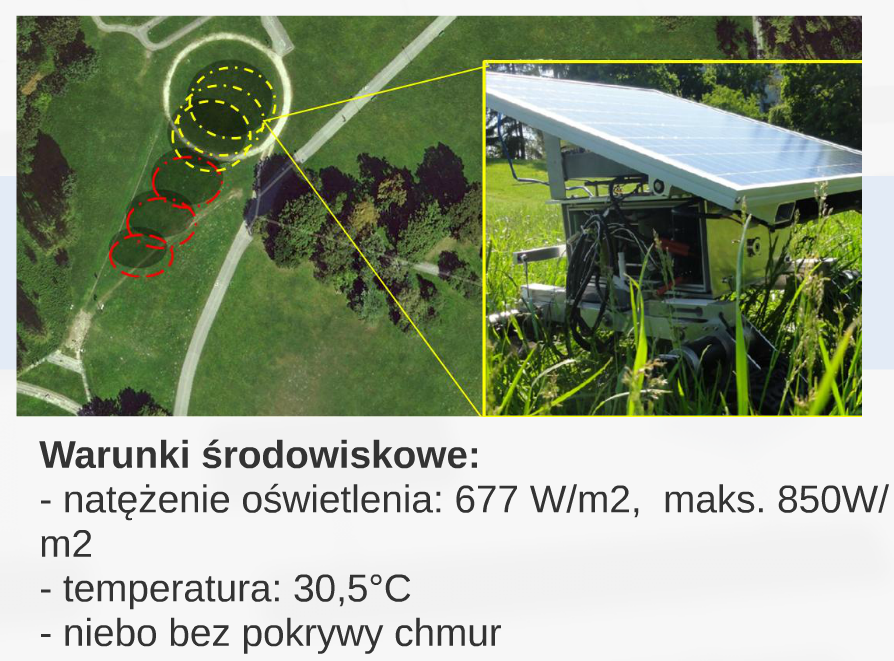 Warunki środowiskowe:
- natężenie oświetlenia: 677 W/m2,  maks. 850W/
m2
- temperatura: 30,5°C
- niebo bez pokrywy chmur